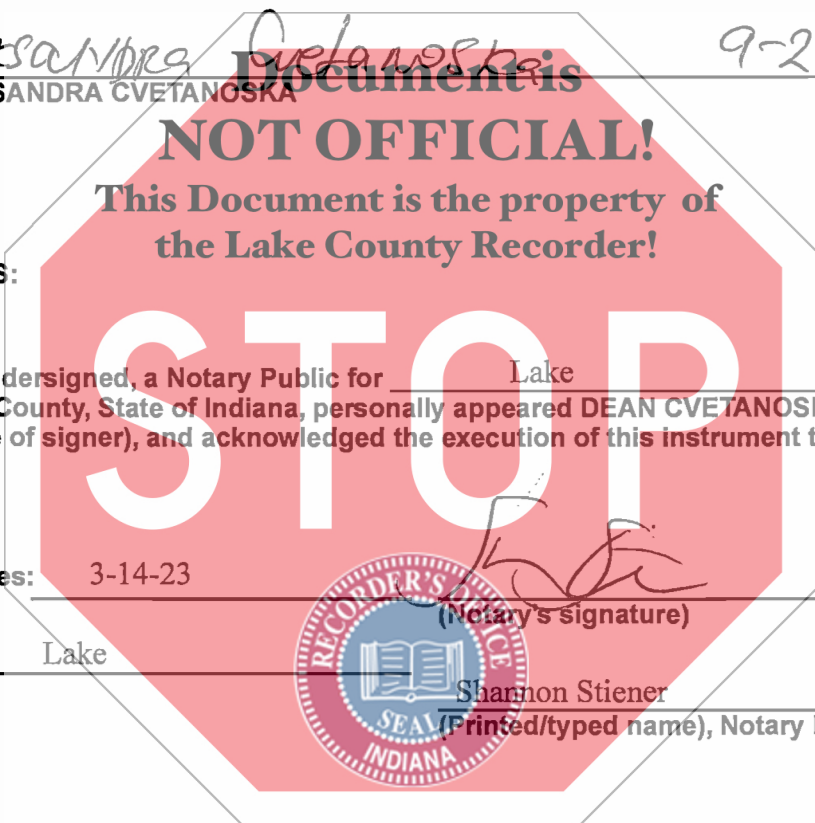 sandra Cvetanoska 9-2
SANDRA CVETANOSKA
Document is
NOT OFFICIAL!
This Document is the property of
the Lake County Recorder!
S:
STOP
dersigned, a Notary Public for Lake
County, State of Indiana, personally appeared DEAN CVETANOSK
of signer), and acknowledged the execution of this instrument t
es: 3-14-23
(Notary's signature)
RECORDER'S OFFICE
SEAL
INDIANA
Lake
Shannon Stiener
(Printed/typed name), Notary